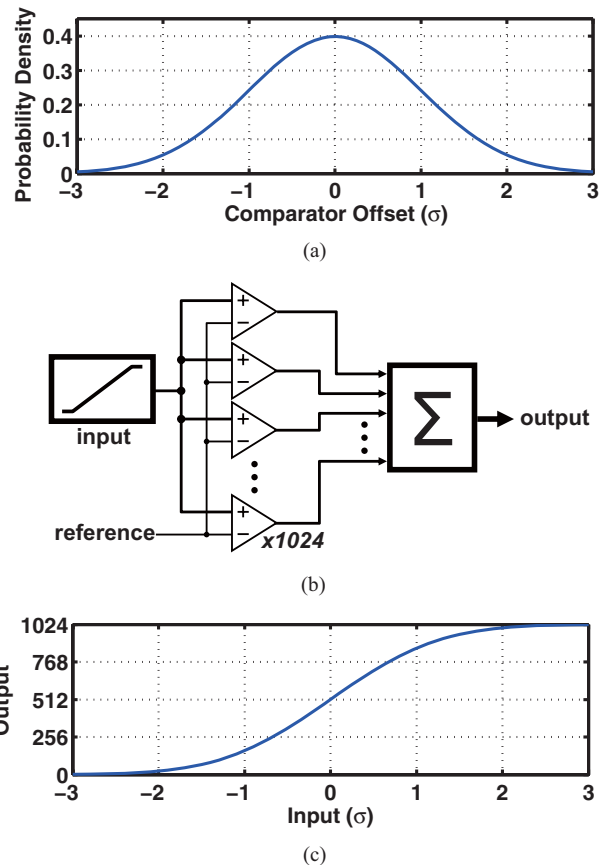 Probability Density
0.4
0.3
0.2
0.1
0
−3 −2 −1 0 1 2 3
Comparator Offset (σ)
(a)
input
+
−
+
−
+
−
+
−
reference
x1024
Σ
output
(b)
Output
1024
768
512
256
0
−3 −2 −1 0 1 2 3
Input (σ)
(c)